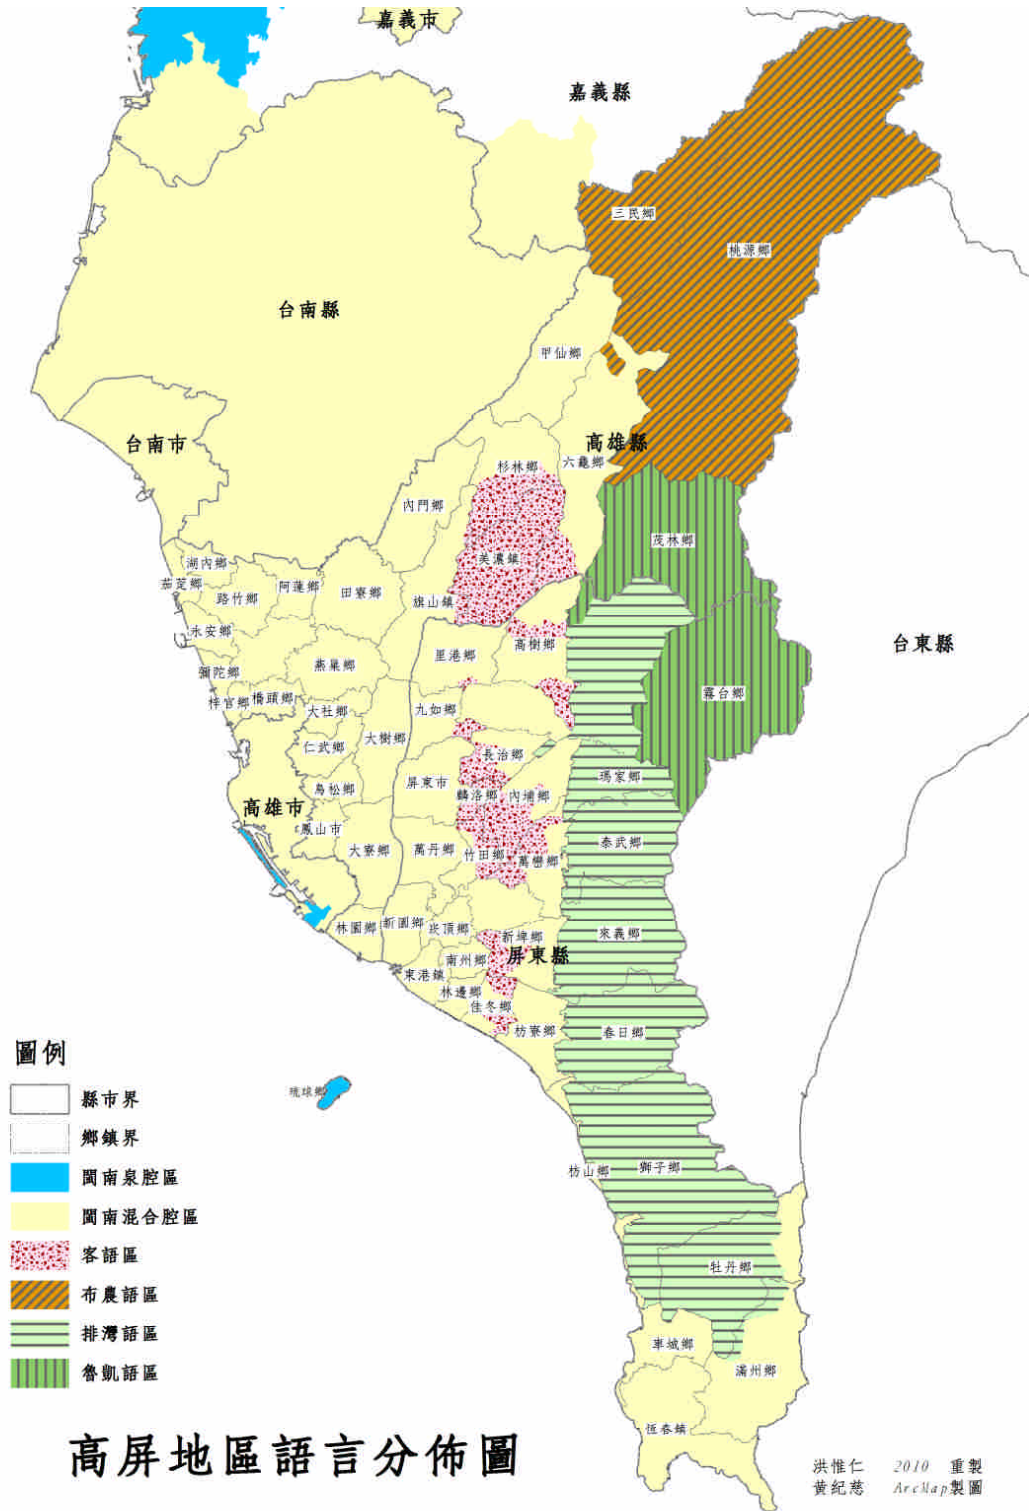 嘉義市
嘉義縣
三民鄉
桃源鄉
台南縣
甲仙鄉
台南市
高雄縣
杉林鄉
六龜鄉
內門鄉
美濃鎮
茂林鄉
湖內鄉
茄萣鄉
路竹鄉
阿蓮鄉
田寮鄉
旗山鎮
永安鄉
高樹鄉
台東縣
里港鄉
燕巢鄉
彌陀鄉
霧台鄉
梓官鄉
橋頭鄉
大社鄉
九如鄉
仁武鄉
大樹鄉
長治鄉
瑪家鄉
屏東市
鳥松鄉
麟洛鄉
內埔鄉
高雄市
鳳山市
大寮鄉
萬丹鄉
竹田鄉
萬巒鄉
泰武鄉
林園鄉
新園鄉
崁頂鄉
新埤鄉
來義鄉
屏東縣
南州鄉
東港鎮
林邊鄉
佳冬鄉
枋寮鄉
春日鄉
琉球鄉
枋山鄉
獅子鄉
牡丹鄉
車城鄉
滿州鄉
恆春鎮
圖例
縣市界
鄉鎮界
閩南泉腔區
閩南混合腔區
客語區
布農語區
排灣語區
魯凱語區
高屏地區語言分佈圖
洪惟仁 2010 重製
黃紀慈 ArcMap製圖